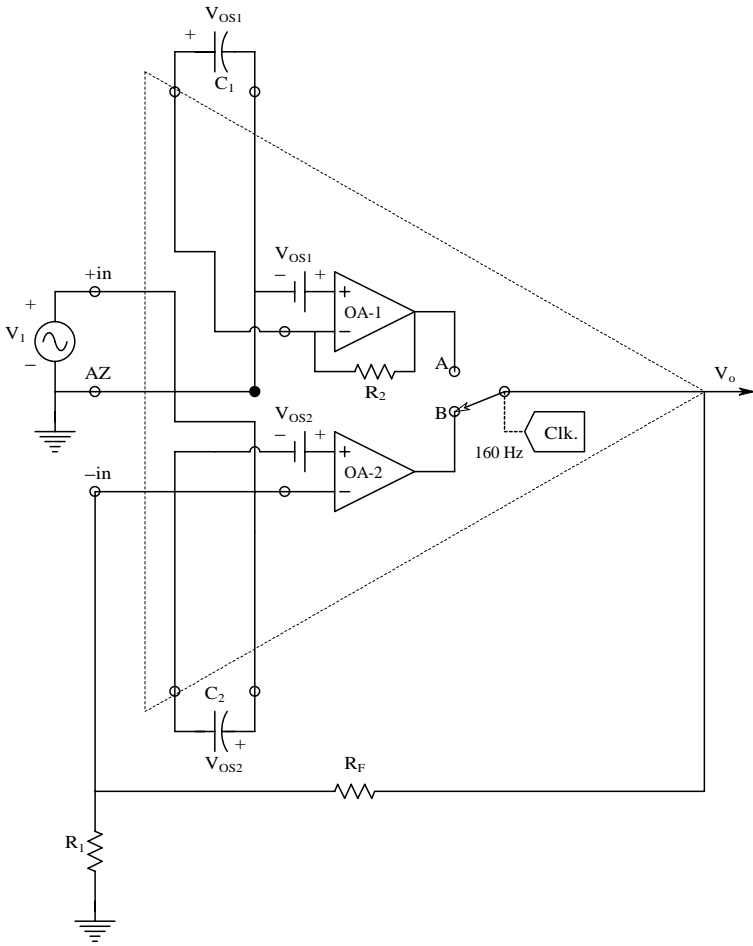 V_OS1
+
C_1
V_OS1
− +
+in
+
OA-1
−
+
V_1
−
R_2
A
AZ
V_o
V_OS2
− +
B
Clk.
160 Hz
+
OA-2
−
–in
C_2
+
V_OS2
R_F
R_1